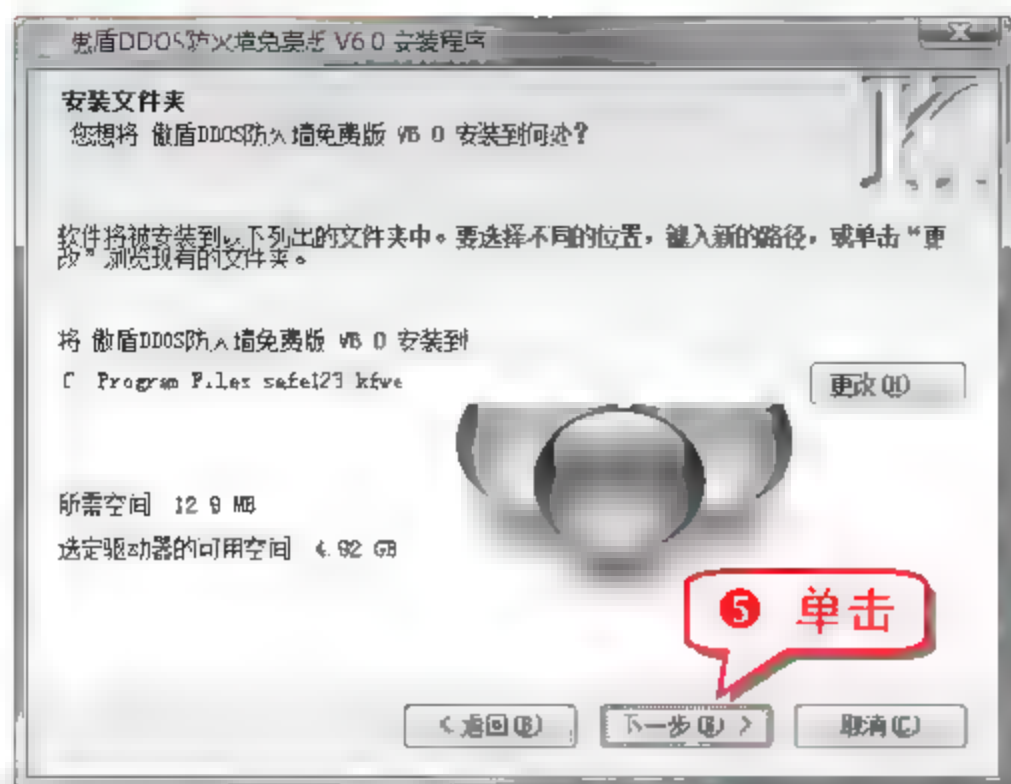 傲盾DDOS防火墙免费版 V6.0 安装程序
安装文件夹
您想将 傲盾DDOS防火墙免费版 V6.0 安装到何处?
软件将被安装到以下列出的文件夹中。要选择不同的位置,键入新的路径,或单击“更
改”浏览现有的文件夹。
将 傲盾DDOS防火墙免费版 V6.0 安装到
C Program Files safe123 kfwe
更改(H)
所需空间 12.9 MB
选定驱动器的可用空间 4.92 GB
❺ 单击
< 返回(B)
下一步(N) >
取消(C)